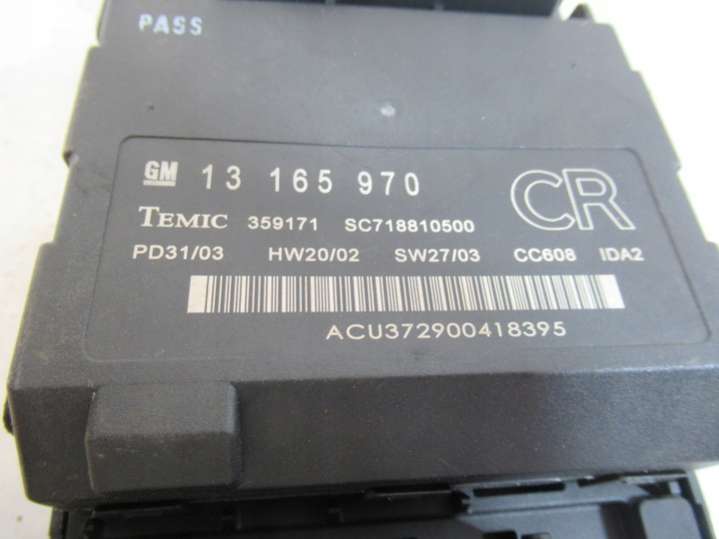 PASS
GM 13 165 970 CR
TEMIC 359171 SC718810500
PD31/03 HW20/02 SW27/03 CC608 IDA2
ACU372900418395